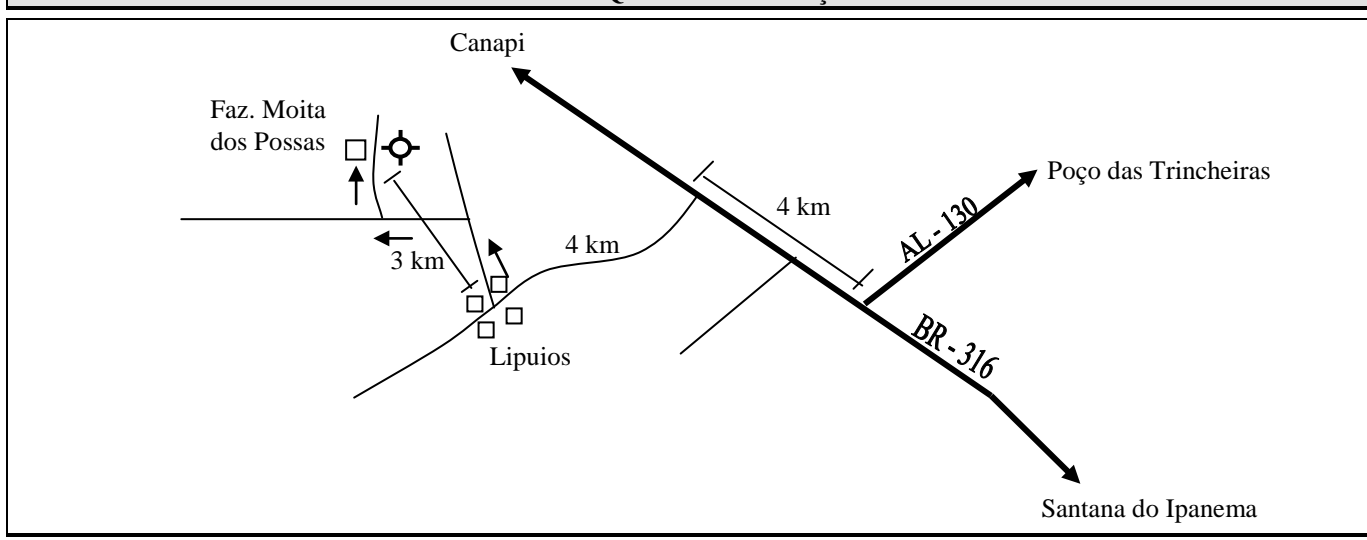 Canapi
Faz. Moita
dos Possas
Poço das Trincheiras
4 km
AL - 130
4 km
3 km
BR - 316
Lipuios
Santana do Ipanema